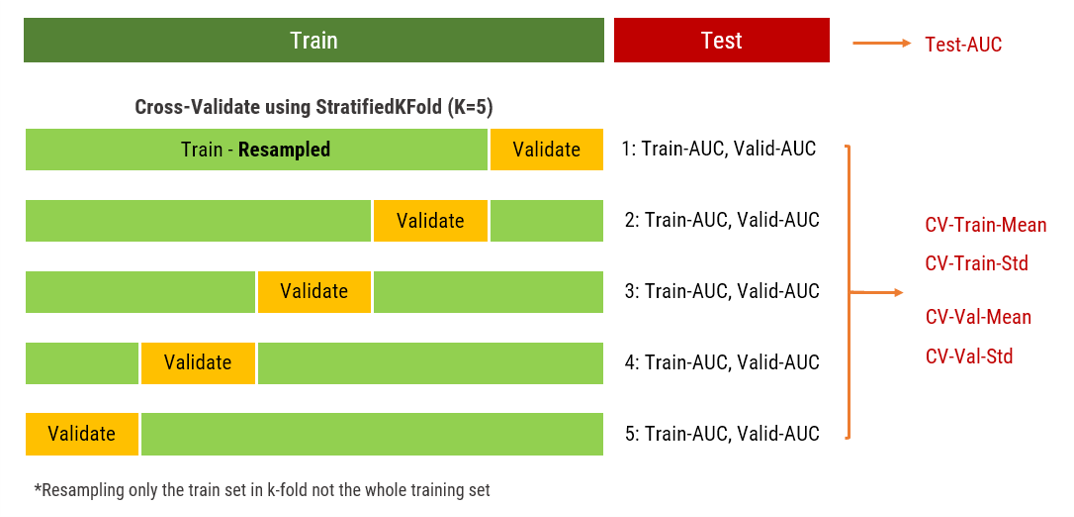 Train
Test
Test-AUC
Cross-Validate using StratifiedKFold (K=5)
Train - Resampled
Validate
1: Train-AUC, Valid-AUC
Validate
2: Train-AUC, Valid-AUC
CV-Train-Mean
CV-Train-Std
Validate
3: Train-AUC, Valid-AUC
CV-Val-Mean
CV-Val-Std
Validate
4: Train-AUC, Valid-AUC
Validate
5: Train-AUC, Valid-AUC
*Resampling only the train set in k-fold not the whole training set